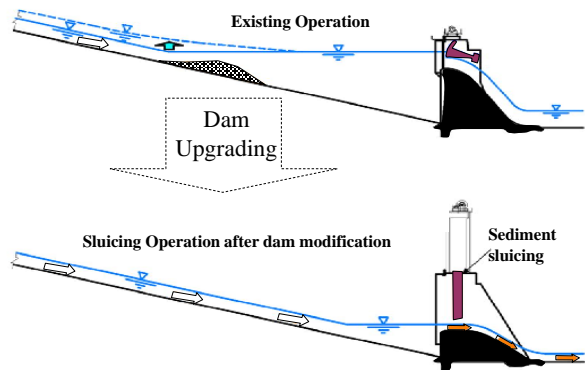 Existing Operation
Dam
Upgrading
Sluicing Operation after dam modification
Sediment
sluicing